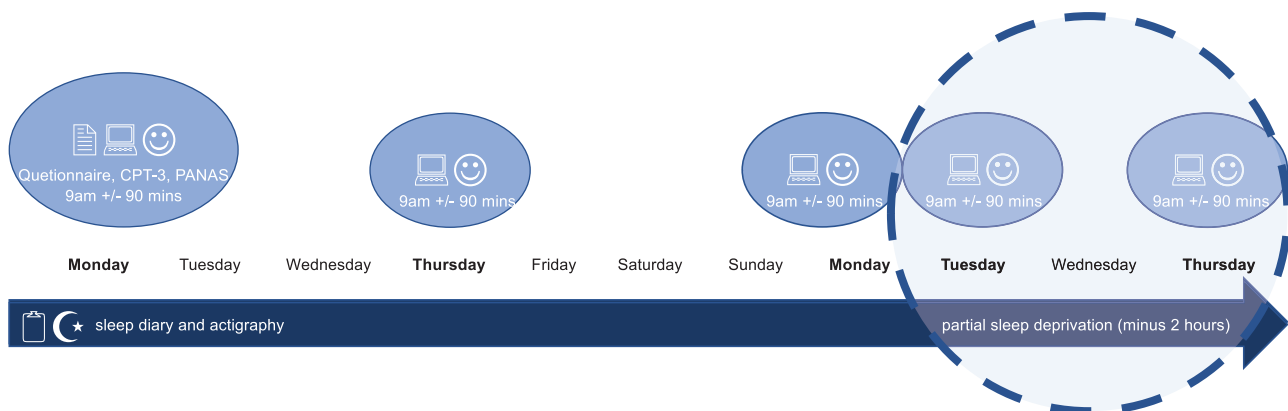 Quetionnaire, CPT-3, PANAS
9am +/- 90 mins
9am +/- 90 mins
9am +/- 90 mins
9am +/- 90 mins
9am +/- 90 mins
Monday Tuesday Wednesday Thursday Friday Saturday Sunday Monday Tuesday Wednesday Thursday
sleep diary and actigraphy
partial sleep deprivation (minus 2 hours)